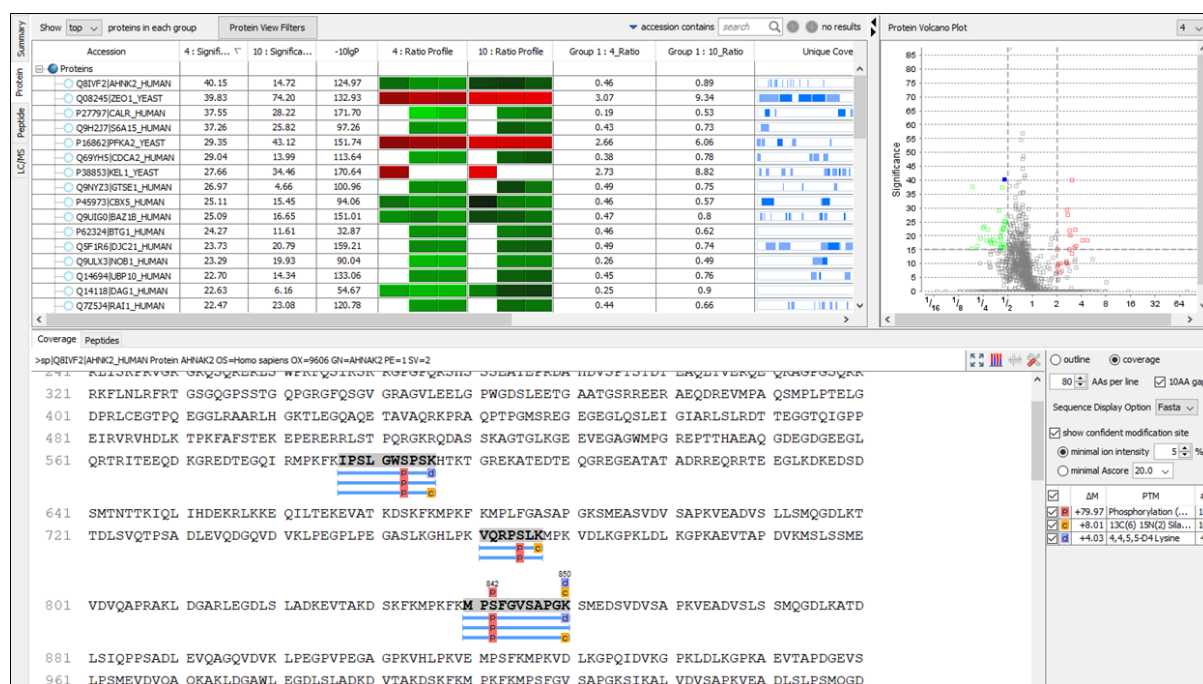 Show top proteins in each group Protein View Filters accession contains search no results
Summary
Protein
Peptide
LC/MS
Accession 4 : Signifi... 10 : Significa... -10lgP 4 : Ratio Profile 10 : Ratio Profile Group 1 : 4_Ratio Group 1 : 10_Ratio Unique Cove
Proteins
Q8IVF2|AHNK2_HUMAN 40.15 14.72 124.97 0.46 0.89
Q08245|ZEO1_YEAST 39.83 74.20 132.93 3.07 9.34
P27797|CALR_HUMAN 37.55 28.22 171.70 0.19 0.53
Q9H2J7|S6A15_HUMAN 37.26 25.82 97.26 0.43 0.73
P16862|PFKA2_YEAST 29.35 43.12 151.74 2.66 6.06
Q69YH5|CDCA2_HUMAN 29.04 13.99 113.64 0.38 0.78
P38853|KEL1_YEAST 27.66 34.46 170.64 2.73 8.82
Q9NYZ3|GTSE1_HUMAN 26.97 4.66 100.96 0.49 0.75
P45973|CBX5_HUMAN 25.11 15.45 94.06 0.46 0.57
Q9UIG0|BAZ1B_HUMAN 25.09 16.65 151.01 0.47 0.8
P62324|BTG1_HUMAN 24.27 11.61 32.87 0.46 0.62
Q5F1R6|DJC21_HUMAN 23.73 20.79 159.21 0.49 0.74
Q9ULX3|NOB1_HUMAN 23.29 19.93 90.04 0.26 0.49
Q14694|UBP10_HUMAN 22.70 14.34 133.06 0.45 0.76
Q14118|DAG1_HUMAN 22.63 6.16 54.67 0.25 0.9
Q7Z5J4|RAI1_HUMAN 22.47 23.08 120.78 0.44 0.66
Protein Volcano Plot 4
Significance
85
80
75
70
65
60
55
50
45
40
35
30
25
20
15
10
5
0
1/16 1/8 1/4 1/2 2 4 8 16 32 64
Coverage Peptides
>sp|Q8IVF2|AHNK2_HUMAN Protein AHNAK2 OS=Homo sapiens OX=9606 GN=AHNAK2 PE=1 SV=2
321 RKFLNLRFRT GSGQGPSSTG QPGRGFQSGV GRAGVLEELG PWGDSLEETG AATGSRREER AEQDREVMPA QSMPLPTELG
401 DPRLCEGTPQ EGGLRAARLH GKTLEGQAQE TAVAQRKPRA QPTPGMSREG EGEGLQSLEI GIARLSLRDT TEGGTQIGPP
481 EIRVRVHDLK TPKFAFSTEK EPERERRLST PQRGKRQDAS SKAGTGLKGE EVEGAGWMPG REPTTHAEAQ GDEGDGEEGL
561 QRTRITEEQD KGREDTEGQI RMPKFKIPSL GWSPSKHTKT GREKATEDTE QGREGEATAT ADRREQRRTE EGLKDKEDSD
P d
P
P c
641 SMTNTTKIQL IHDEKRLKKE QILTEKEVAT KDSKFKMPKF KMPLFGASAP GKSMEASVDV SAPKVEADVS LLSMQGDLKT
721 TDLSVQTPSA DLEVQDGQVD VKLPEGPLPE GASLKGHLPK VQRPSLKMPK VDLKGPKLDL KGPKAEVTAP DVKMSLSSME
P c
P
842 850
d
P c
801 VDVQAPRAKL DGARLEGDLS LADKEVTAKD SKFKMPKFKM PSFGVSAPGK SMEDSVDVSA PKVEADVSLS SMQGDLKATD
P d
P
P
P c
881 LSIQPPSADL EVQAGQVDVK LPEGPVPEGA GPKVHLPKVE MPSFKMPKVD LKGPQIDVKG PKLDLKGPKA EVTAPDGEVS
961 LPSMEVDVQA QKAKLDGAWL EGDLSLADKD VTAKDSKFKM PKFKMPSFGV SAPGKSIKAL VDVSAPKVEA DLSLPSMQGD
outline coverage
80 AAs per line 10AA gap
Sequence Display Option Fasta
show confident modification site
minimal ion intensity 5 %
minimal Ascore 20.0
ΔM PTM
P +79.97 Phosphorylation (...
c +8.01 13C(6) 15N(2) Sila...
d +4.03 4,4,5,5-D4 Lysine